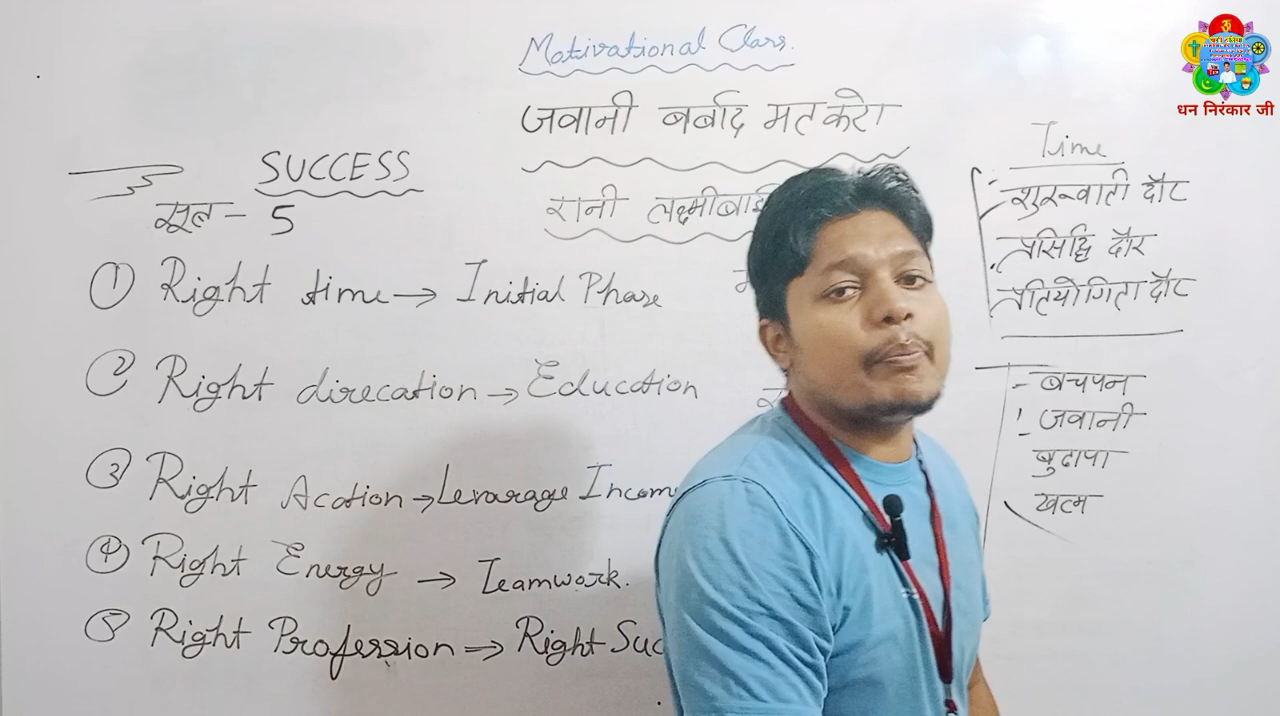 Motivational Class.
जवानी बर्बाद मत करो
रानी लक्ष्मीबाई
SUCCESS
सूत्र - 5
① Right time → Initial Phase
② Right direcation → Education
③ Right Acation → Levarage Incom
④ Right Energy → Teamwork.
⑤ Right Profession ⇒ Right Suc
Time
शुरुवाती दौर
प्रसिद्धि दौर
प्रतियोगिता दौर
- बचपन
जवानी
बुढापा
खत्म
धन निरंकार जी